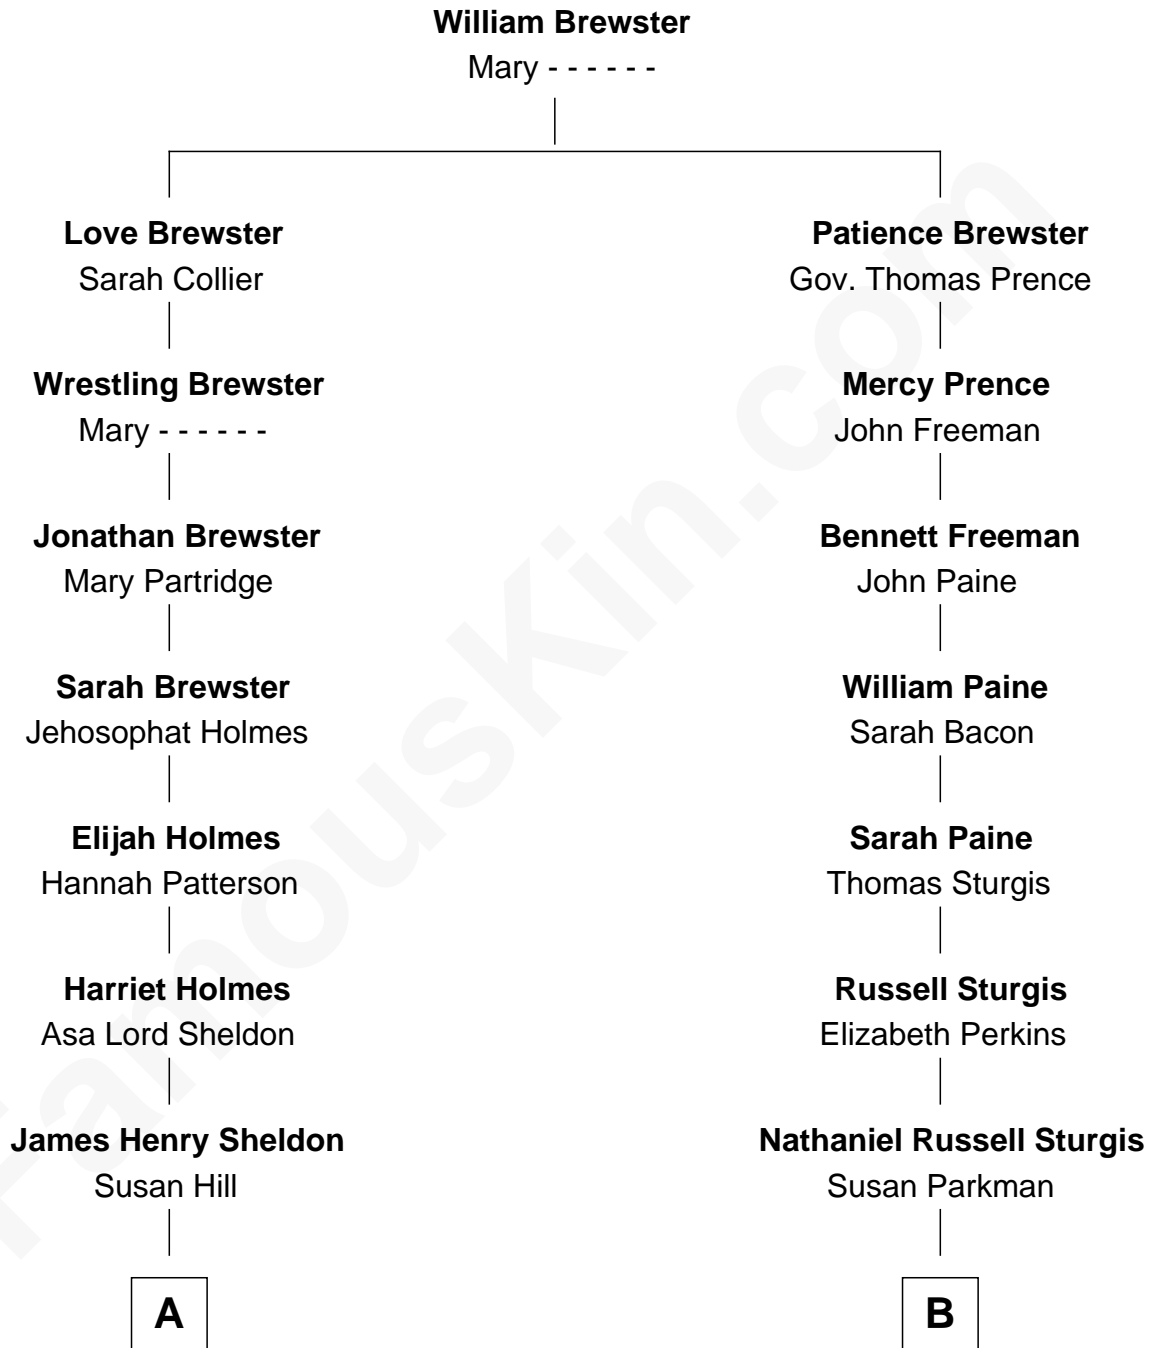 William Brewster
Mary - - - - - -
Love Brewster
Sarah Collier
Patience Brewster
Gov. Thomas Prence
Wrestling Brewster
Mary - - - - - -
Mercy Prence
John Freeman
Jonathan Brewster
Mary Partridge
Bennett Freeman
John Paine
Sarah Brewster
Jehosophat Holmes
William Paine
Sarah Bacon
Elijah Holmes
Hannah Patterson
Sarah Paine
Thomas Sturgis
Harriet Holmes
Asa Lord Sheldon
Russell Sturgis
Elizabeth Perkins
James Henry Sheldon
Susan Hill
Nathaniel Russell Sturgis
Susan Parkman
A
B
FamousKin.com